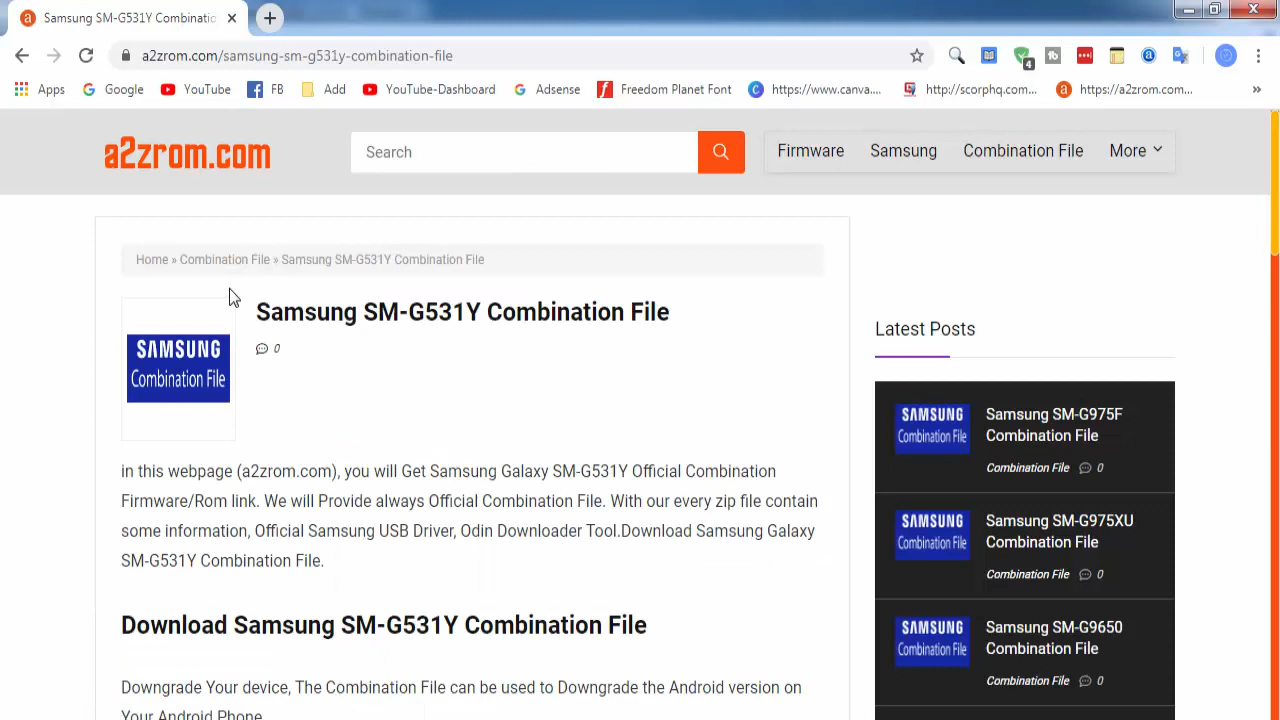 Samsung SM-G531Y Combinatio
a2zrom.com/samsung-sm-g531y-combination-file
4
Apps
Google
YouTube
FB
Add
YouTube-Dashboard
Adsense
Freedom Planet Font
https://www.canva....
http://scorphq.com...
https://a2zrom.com...
»
a2zrom.com
Search
Firmware
Samsung
Combination File
More
Home » Combination File » Samsung SM-G531Y Combination File
SAMSUNG
Combination File
Samsung SM-G531Y Combination File
0
in this webpage (a2zrom.com), you will Get Samsung Galaxy SM-G531Y Official Combination
Firmware/Rom link. We will Provide always Official Combination File. With our every zip file contain
some information, Official Samsung USB Driver, Odin Downloader Tool.Download Samsung Galaxy
SM-G531Y Combination File.
Download Samsung SM-G531Y Combination File
Downgrade Your device, The Combination File can be used to Downgrade the Android version on
Your Android Phone
Latest Posts
SAMSUNG
Combination File
Samsung SM-G975F
Combination File
Combination File 0
SAMSUNG
Combination File
Samsung SM-G975XU
Combination File
Combination File 0
SAMSUNG
Combination File
Samsung SM-G9650
Combination File
Combination File 0